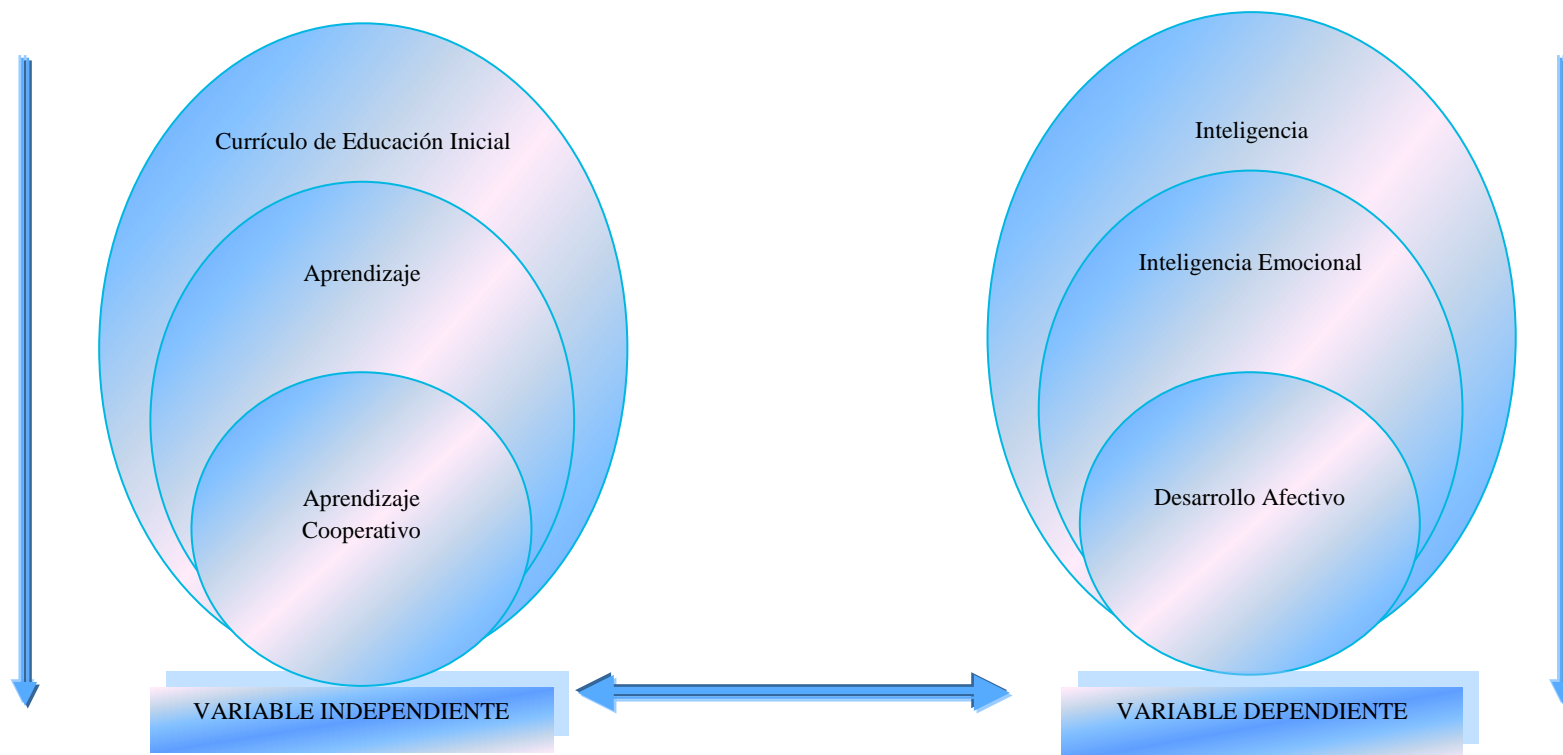 Currículo de Educación Inicial
Aprendizaje
Aprendizaje
Cooperativo
VARIABLE INDEPENDIENTE
Inteligencia
Inteligencia Emocional
Desarrollo Afectivo
VARIABLE DEPENDIENTE